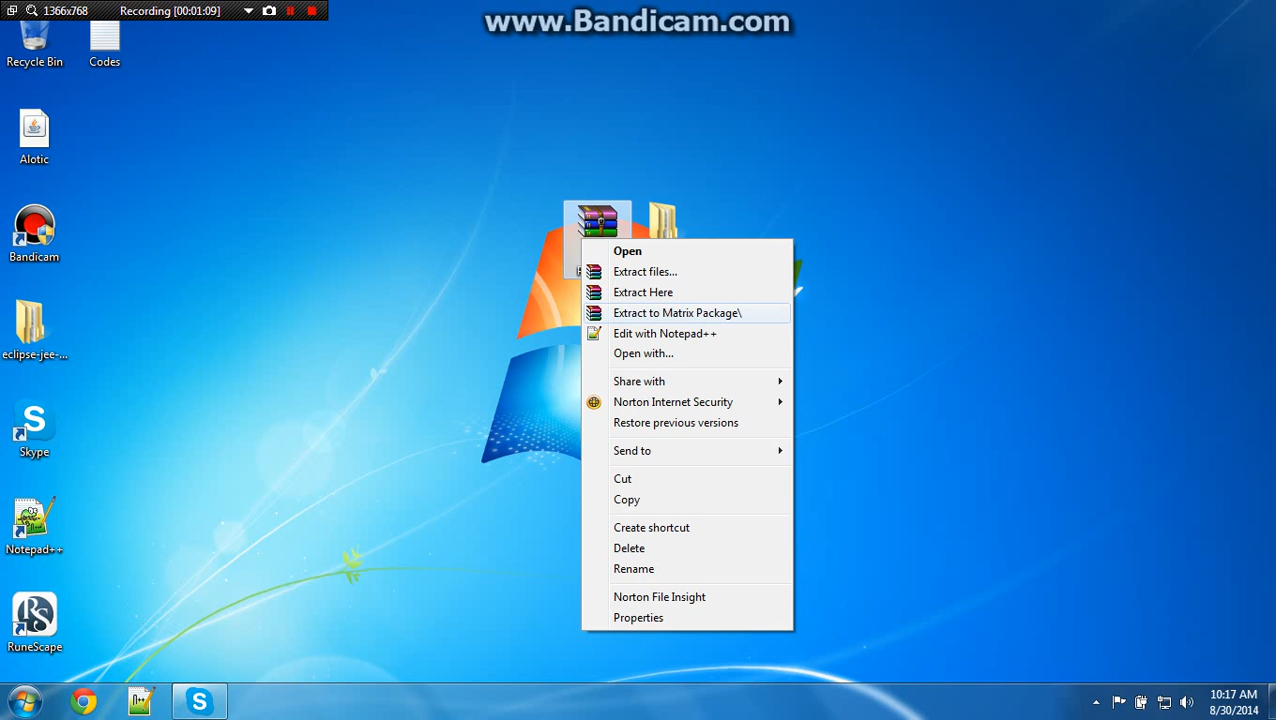 1366x768
Recording [00:01:09]
www.Bandicam.com
Recycle Bin
Codes
Alotic
Bandicam
eclipse-jee-...
Skype
Notepad++
RuneScape
Open
Extract files...
Extract Here
Extract to Matrix Package\
Edit with Notepad++
Open with...
Share with
Norton Internet Security
Restore previous versions
Send to
Cut
Copy
Create shortcut
Delete
Rename
Norton File Insight
Properties
10:17 AM
8/30/2014